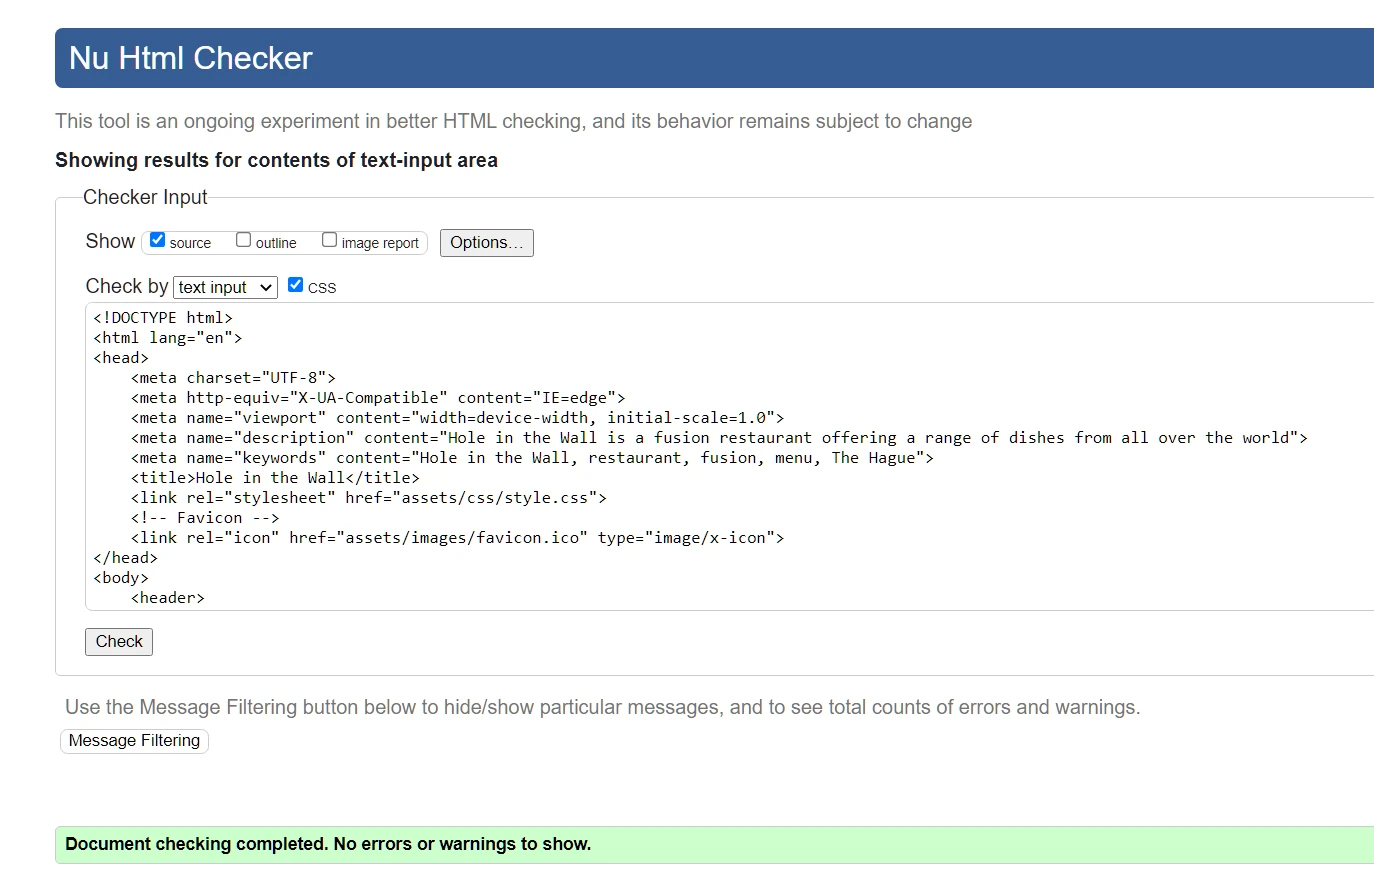 Nu Html Checker
This tool is an ongoing experiment in better HTML checking, and its behavior remains subject to change
Showing results for contents of text-input area
Checker Input
Show source outline image report Options...
Check by text input CSS
<!DOCTYPE html>
<html lang="en">
<head>
    <meta charset="UTF-8">
    <meta http-equiv="X-UA-Compatible" content="IE=edge">
    <meta name="viewport" content="width=device-width, initial-scale=1.0">
    <meta name="description" content="Hole in the Wall is a fusion restaurant offering a range of dishes from all over the world">
    <meta name="keywords" content="Hole in the Wall, restaurant, fusion, menu, The Hague">
    <title>Hole in the Wall</title>
    <link rel="stylesheet" href="assets/css/style.css">
    <!-- Favicon -->
    <link rel="icon" href="assets/images/favicon.ico" type="image/x-icon">
</head>
<body>
    <header>
Check
Use the Message Filtering button below to hide/show particular messages, and to see total counts of errors and warnings.
Message Filtering
Document checking completed. No errors or warnings to show.